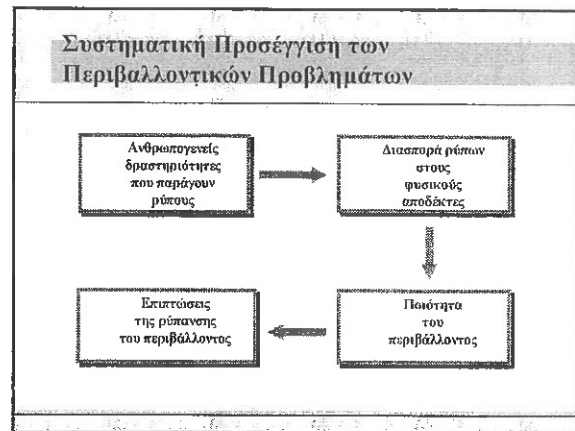 Συστηματική Προσέγγιση των
Περιβαλλοντικών Προβλημάτων
Ανθρωπογενείς
δραστηριότητες
που παράγουν
ρύπους
Διασπορά ρύπων
στους
φυσικούς
αποδέκτες
Επιπτώσεις
της ρύπανσης
του περιβάλλοντος
Ποιότητα
του
περιβάλλοντος